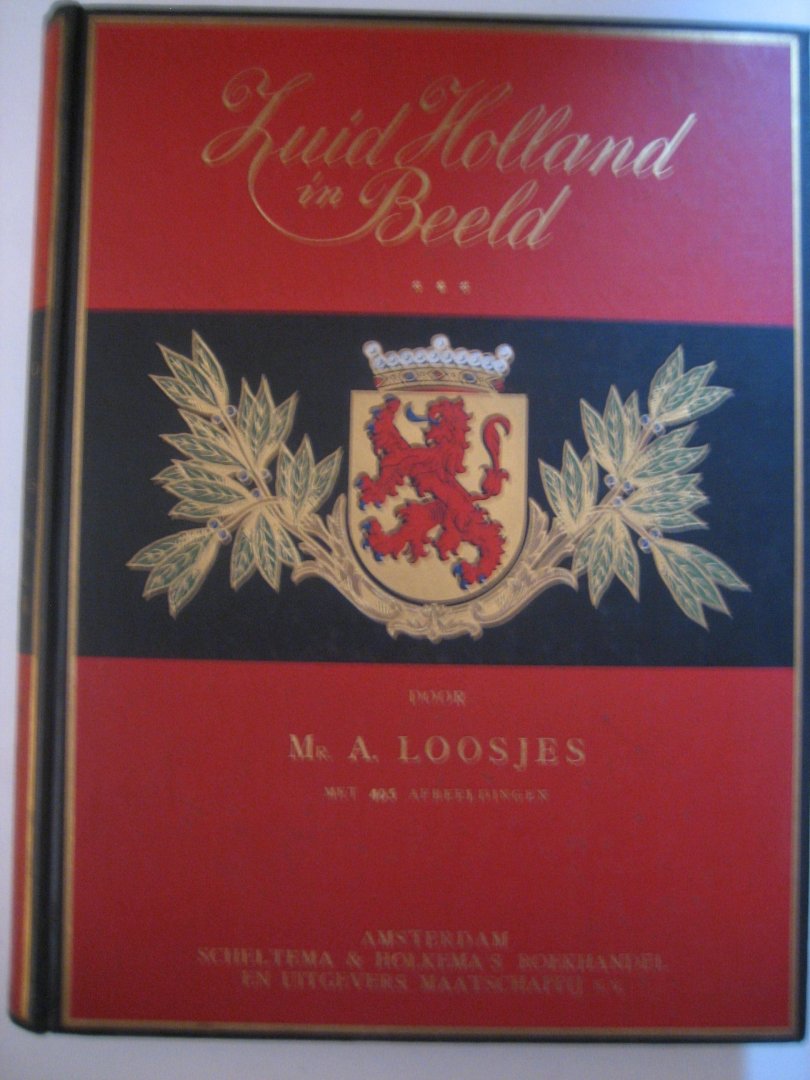 Zuid Holland
in Beeld
* * *
DOOR
MR. A. LOOSJES
MET 405 AFBEELDINGEN
AMSTERDAM
SCHELTEMA & HOLKEMA'S BOEKHANDEL
EN UITGEVERS MAATSCHAPPIJ N.V.